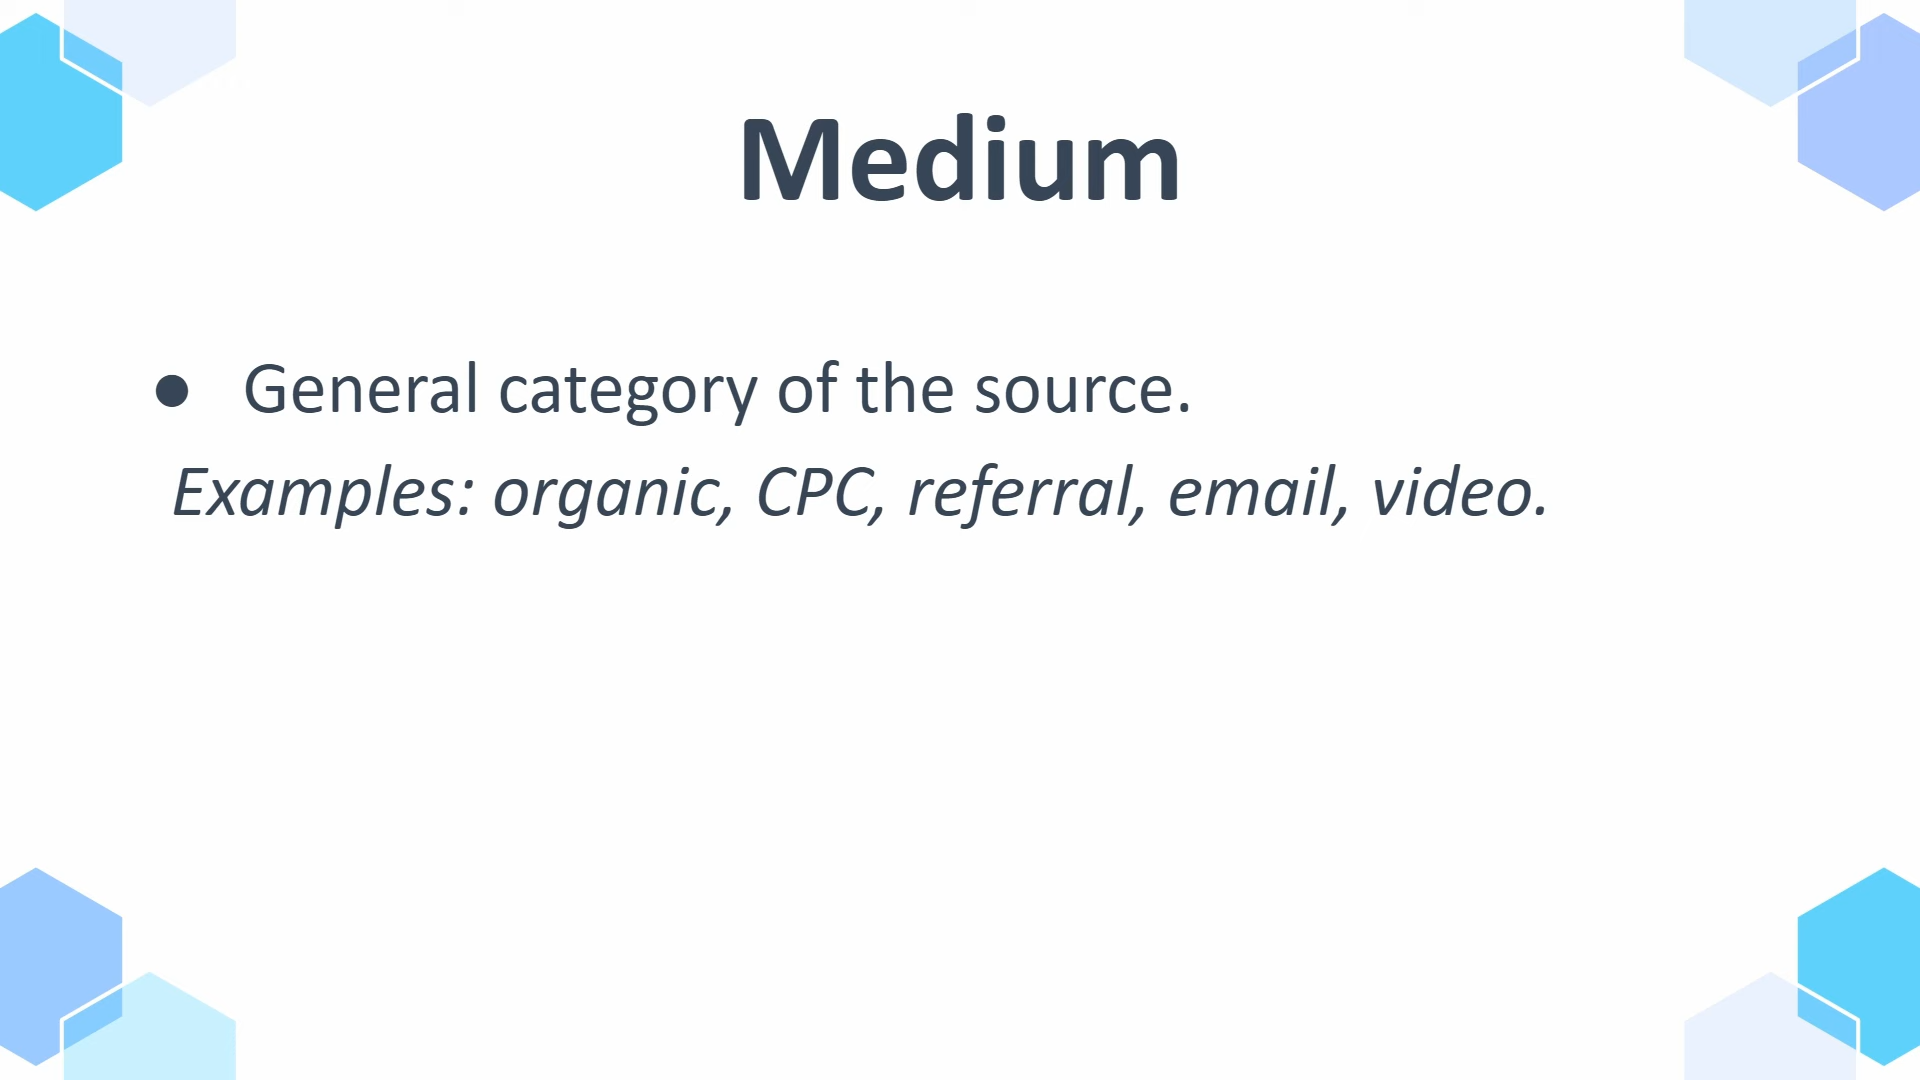 Medium
● General category of the source.
Examples: organic, CPC, referral, email, video.